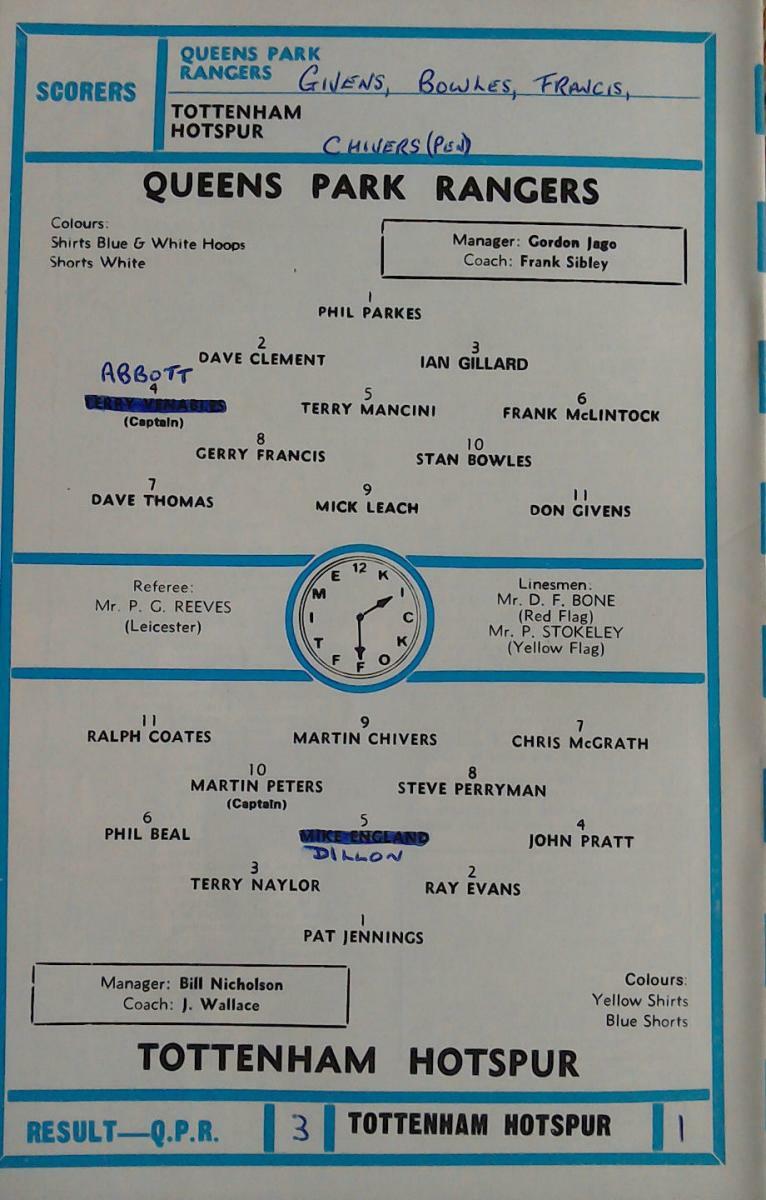 SCORERS
QUEENS PARK RANGERS GIVENS, BOWLES, FRANCIS,
TOTTENHAM HOTSPUR CHIVERS (PEN)
QUEENS PARK RANGERS
Colours:
Shirts Blue & White Hoops
Shorts White
Manager: Gordon Jago
Coach: Frank Sibley
1
PHIL PARKES
2
DAVE CLEMENT
3
IAN GILLARD
ABBOTT
4
TERRY VENABLES
(Captain)
5
TERRY MANCINI
6
FRANK McLINTOCK
8
GERRY FRANCIS
10
STAN BOWLES
7
DAVE THOMAS
9
MICK LEACH
11
DON GIVENS
Referee:
Mr. P. G. REEVES
(Leicester)
12 K I C K O F F T I M E
Linesmen:
Mr. D. F. BONE
(Red Flag)
Mr. P. STOKELEY
(Yellow Flag)
11
RALPH COATES
9
MARTIN CHIVERS
7
CHRIS McGRATH
10
MARTIN PETERS
(Captain)
8
STEVE PERRYMAN
6
PHIL BEAL
5
MIKE ENGLAND
DILLON
4
JOHN PRATT
3
TERRY NAYLOR
2
RAY EVANS
1
PAT JENNINGS
Manager: Bill Nicholson
Coach: J. Wallace
Colours:
Yellow Shirts
Blue Shorts
TOTTENHAM HOTSPUR
RESULT—Q.P.R. 3 TOTTENHAM HOTSPUR 1